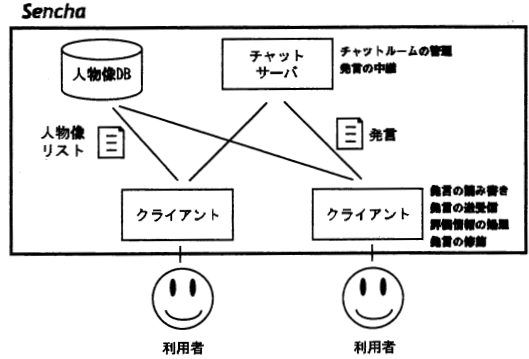 Sencha
人物像DB
チャット
サーバ
チャットルームの管理
発言の中継
人物像
リスト
発言
クライアント
クライアント
発言の読み書き
発言の送受信
評価情報の処理
発言の修飾
利用者
利用者